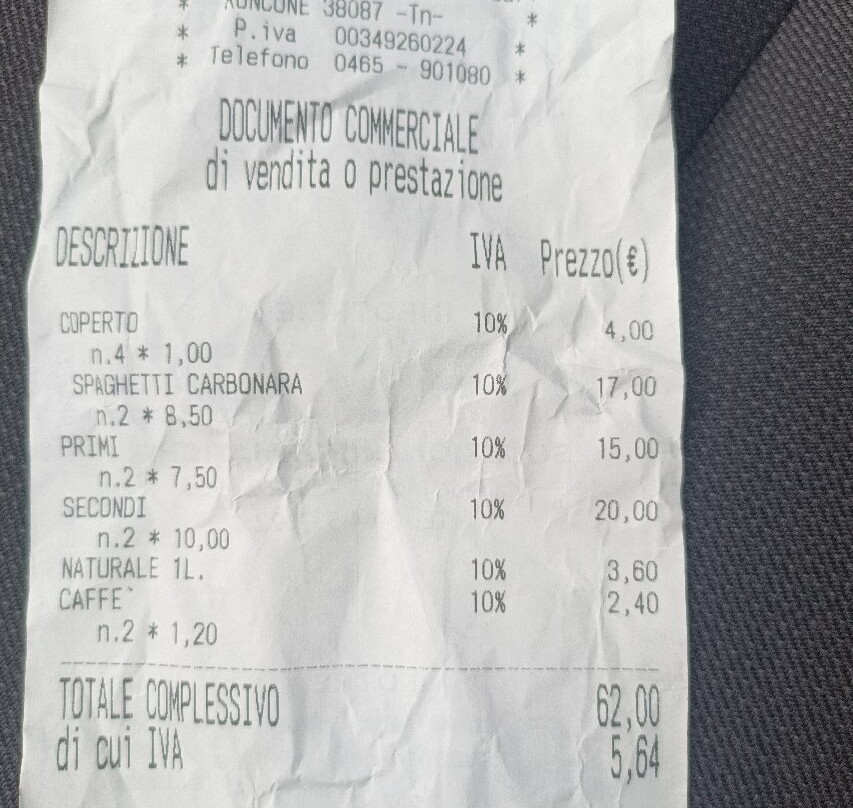 * RONCONE 38087 -Tn- *
* P.iva 00349260224 *
* Telefono 0465 - 901080 *
DOCUMENTO COMMERCIALE
di vendita o prestazione
DESCRIZIONE IVA Prezzo(€)
COPERTO 10% 4,00
n.4 * 1,00
SPAGHETTI CARBONARA 10% 17,00
n.2 * 8,50
PRIMI 10% 15,00
n.2 * 7,50
SECONDI 10% 20,00
n.2 * 10,00
NATURALE 1L. 10% 3,60
CAFFE` 10% 2,40
n.2 * 1,20
TOTALE COMPLESSIVO 62,00
di cui IVA 5,64